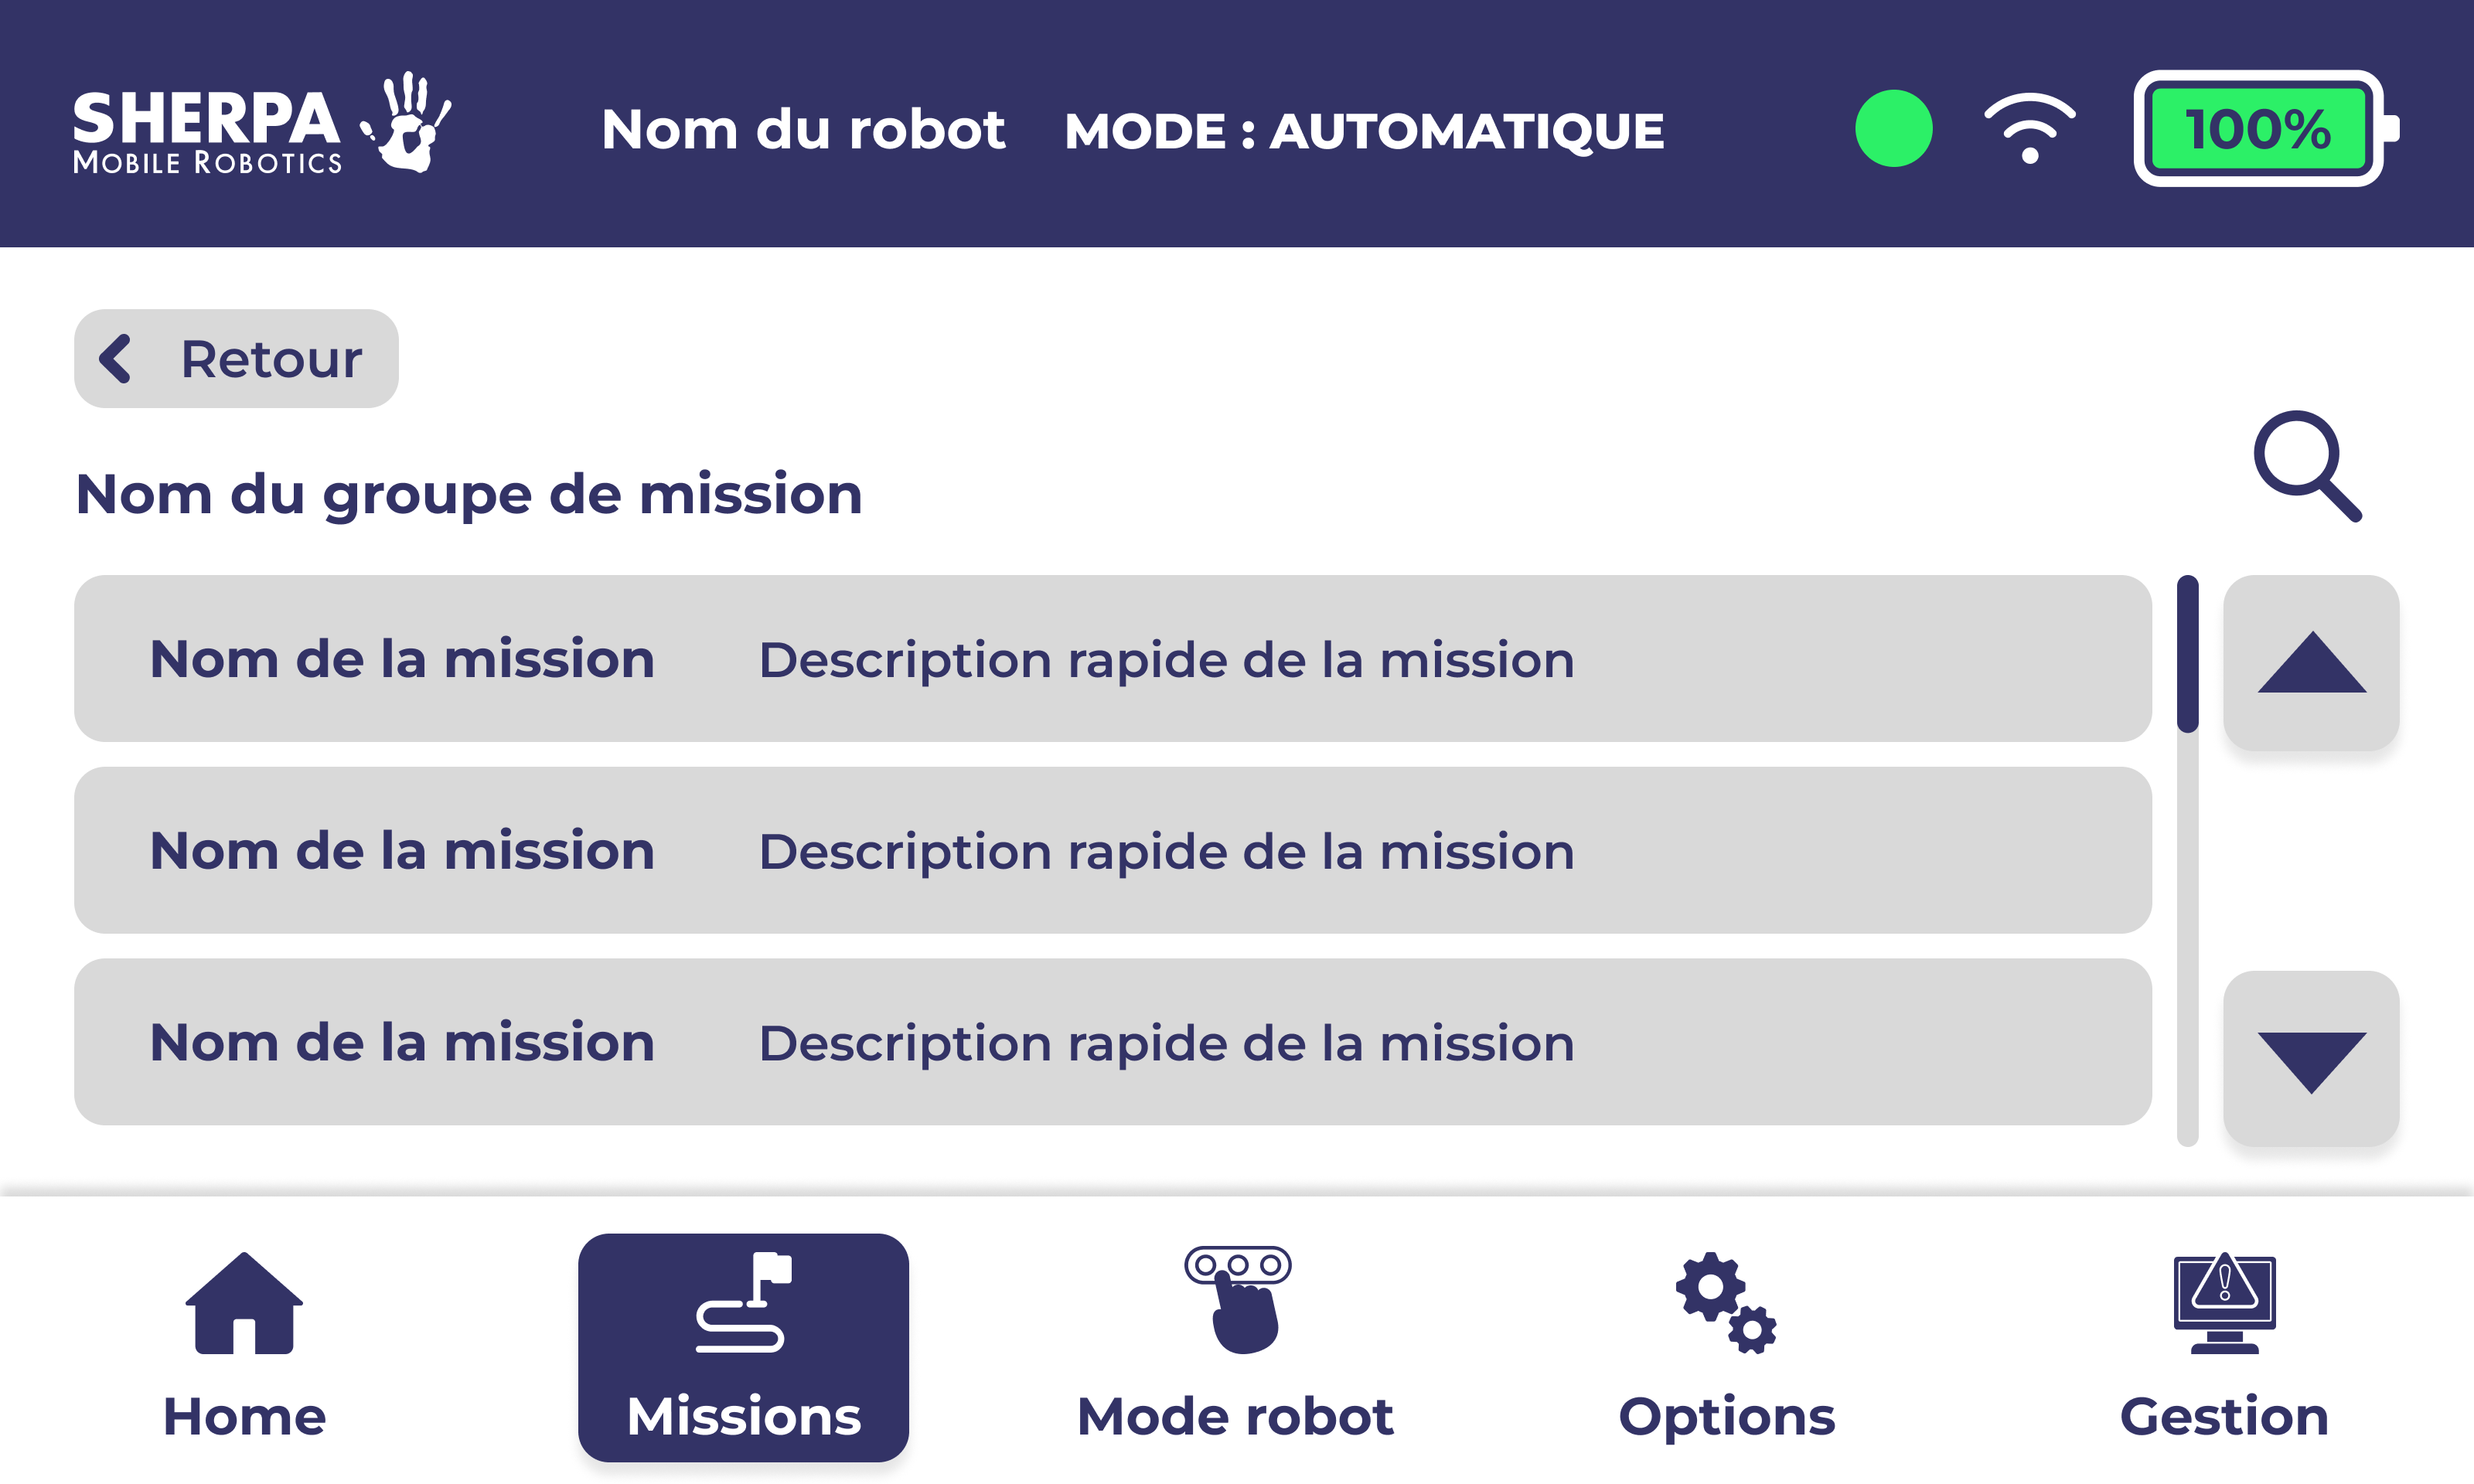 SHERPA
MOBILE ROBOTICS
Nom du robot MODE : AUTOMATIQUE
100%
Retour
Nom du groupe de mission
Nom de la mission Description rapide de la mission
Nom de la mission Description rapide de la mission
Nom de la mission Description rapide de la mission
Home Missions Mode robot Options Gestion